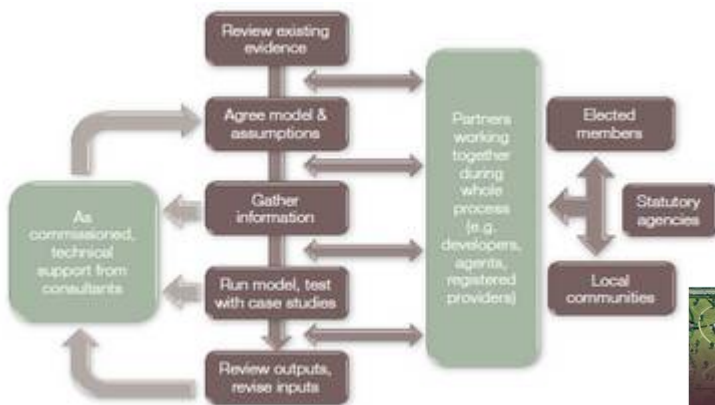 Review existing
evidence
Agree model &
assumptions
Gather
information
Run model, test
with case studies
Review outputs,
revise inputs
As
commissioned,
technical
support from
consultants
Partners
working
together
during
whole
process
(e.g.
developers,
agents,
registered
providers)
Elected
members
Statutory
agencies
Local
communities